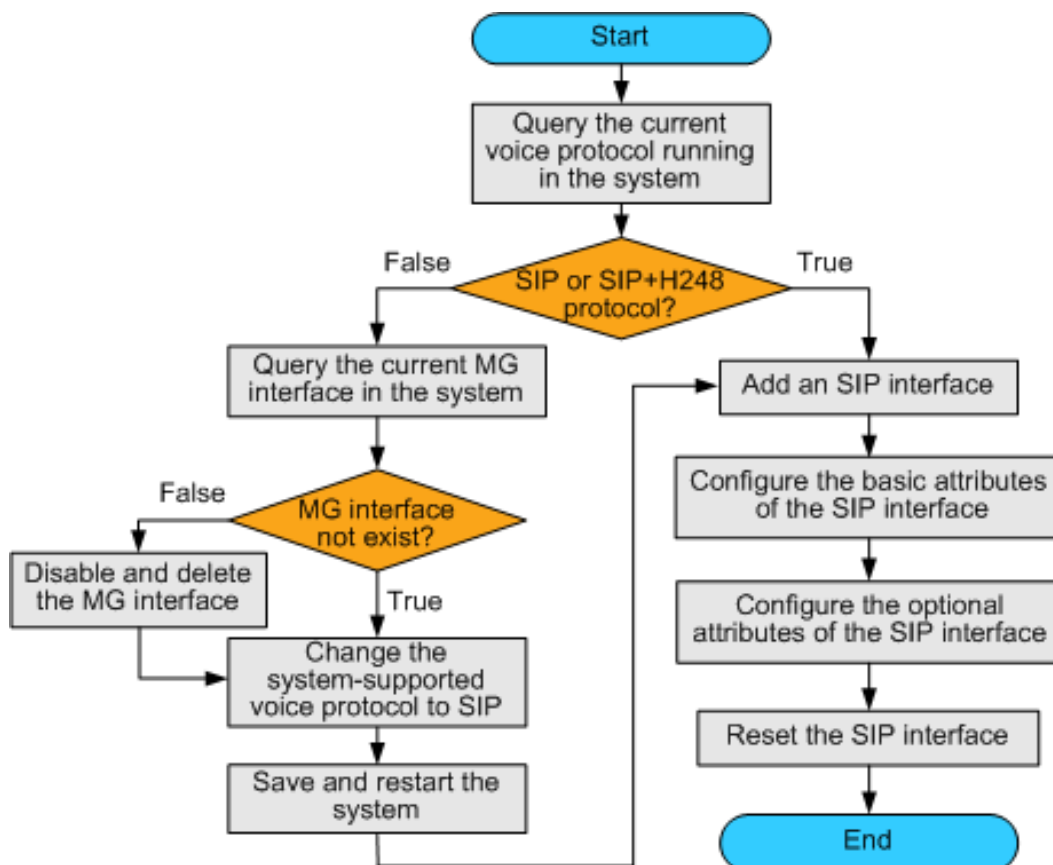 Start
Query the current
voice protocol running
in the system
False
True
SIP or SIP+H248
protocol?
Query the current MG
interface in the system
Add an SIP interface
False
MG interface
not exist?
Configure the basic attributes
of the SIP interface
Disable and delete
the MG interface
True
Configure the optional
attributes of the SIP interface
Change the
system-supported
voice protocol to SIP
Reset the SIP interface
Save and restart the
system
End